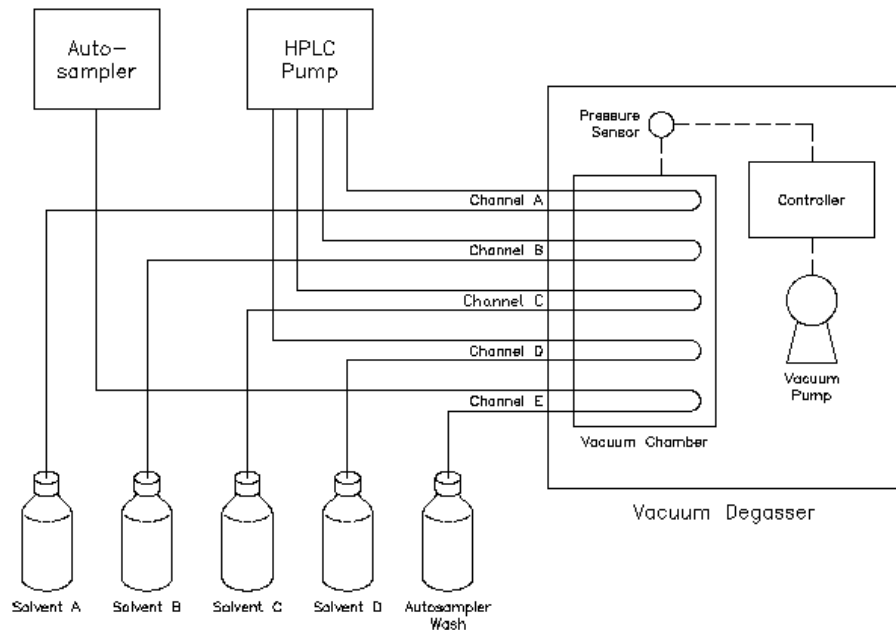 Auto-
sampler
HPLC
Pump
Pressure
Sensor
Controller
Channel A
Channel B
Channel C
Channel D
Channel E
Vacuum
Pump
Vacuum Chamber
Vacuum Degasser
Solvent A
Solvent B
Solvent C
Solvent D
Autosampler
Wash